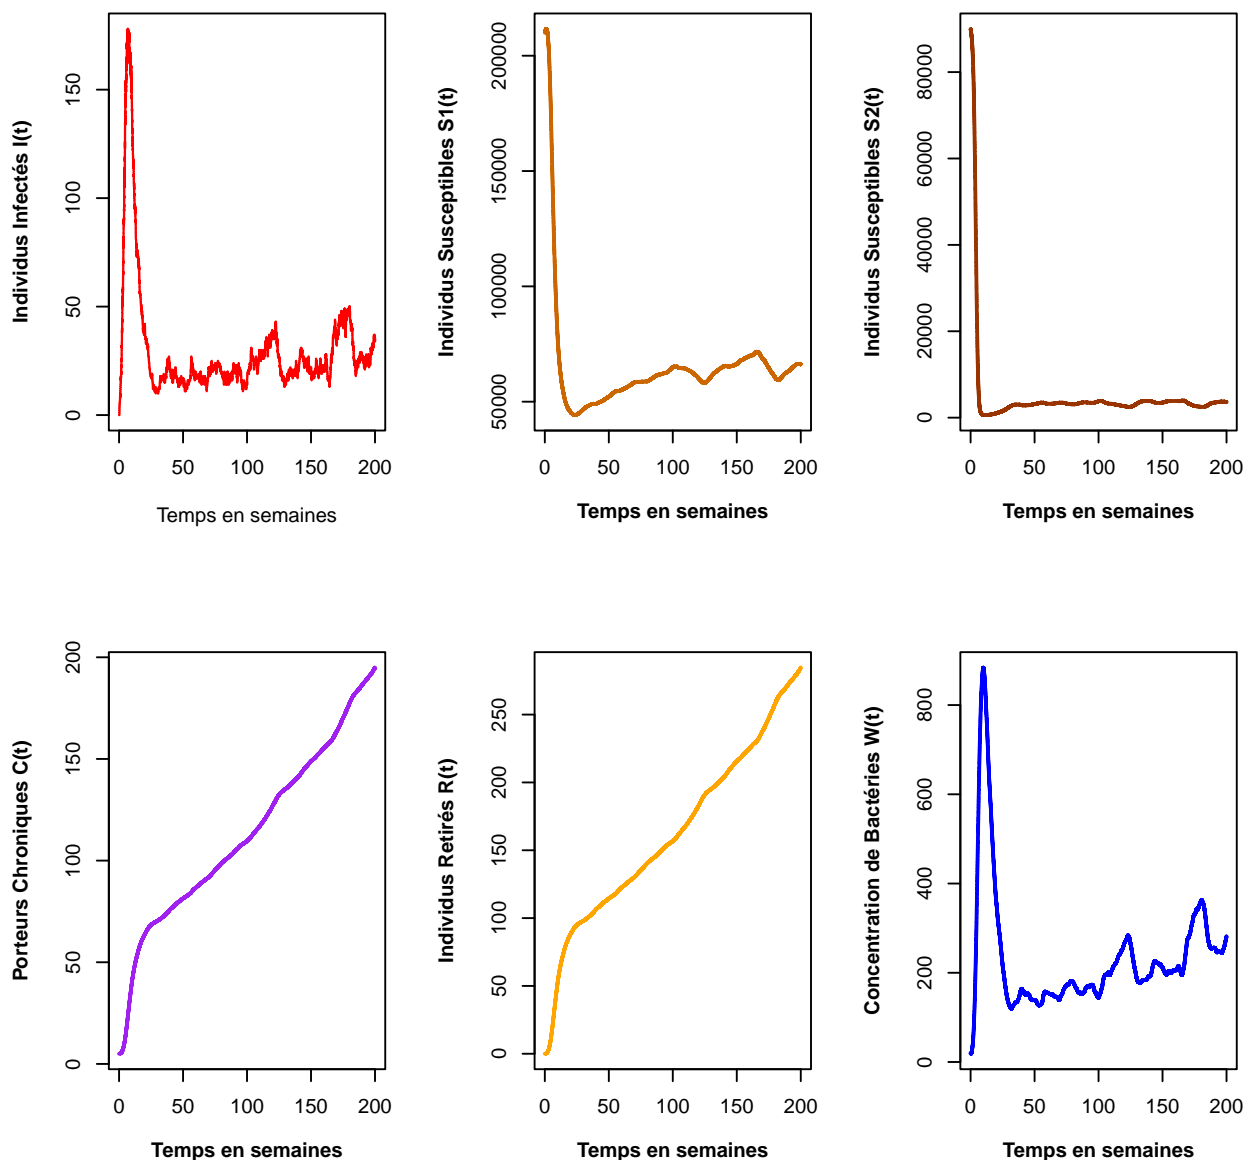 Individus Infectés I(t)
0 50 100 150
0 50 100 150 200
Temps en semaines
Individus Susceptibles S1(t)
50000 100000 150000 200000
0 50 100 150 200
Temps en semaines
Individus Susceptibles S2(t)
0 20000 40000 60000 80000
0 50 100 150 200
Temps en semaines
Porteurs Chroniques C(t)
0 50 100 150 200
0 50 100 150 200
Temps en semaines
Individus Retirés R(t)
0 50 100 150 200 250
0 50 100 150 200
Temps en semaines
Concentration de Bactéries W(t)
0 200 400 600 800
0 50 100 150 200
Temps en semaines